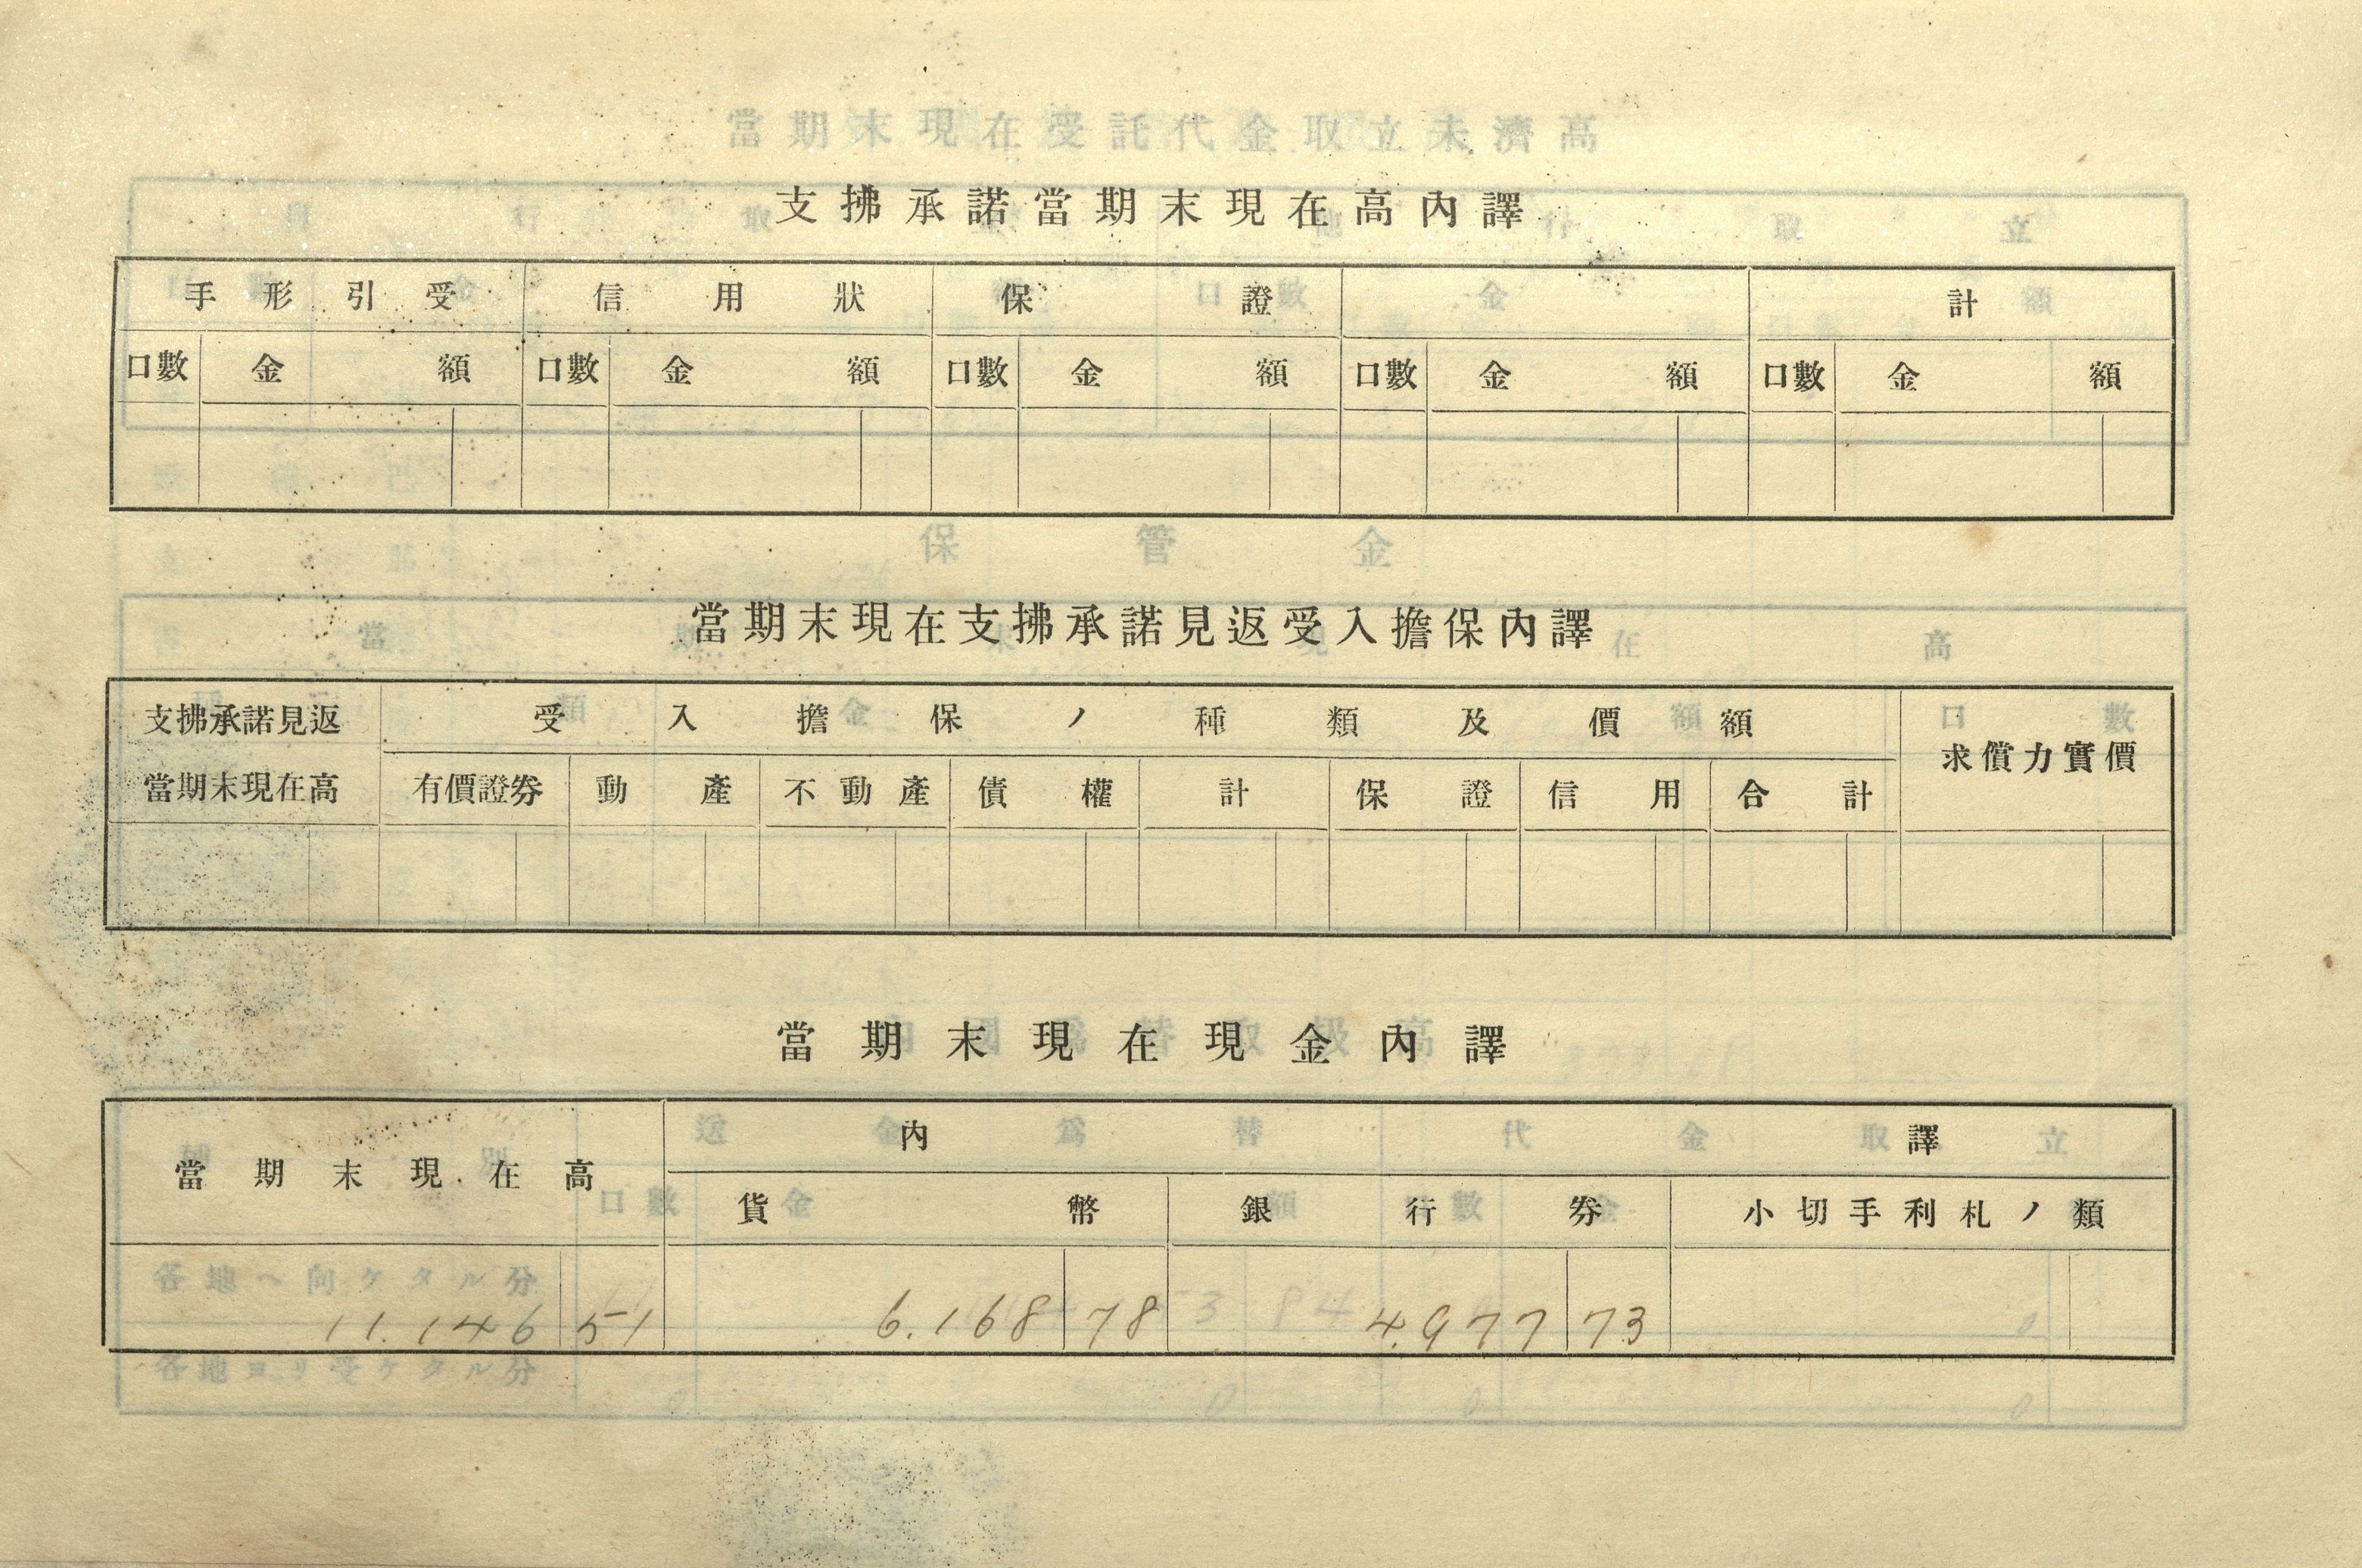 支拂承諾當期末現在高內譯
手形引受 信用狀 保證 計
口數 金額 口數 金額 口數 金額 口數 金額 口數 金額
當期末現在支拂承諾見返受入擔保內譯
支拂承諾見返 受入擔保ノ種類及價額 求償力實價
當期末現在高 有價證券 動產 不動產 債權 計 保證 信用 合計
當期末現在現金內譯
當期末現在高 內譯
貨幣 銀行券 小切手利札ノ類
11.146 51 6.168 78 4.977 73